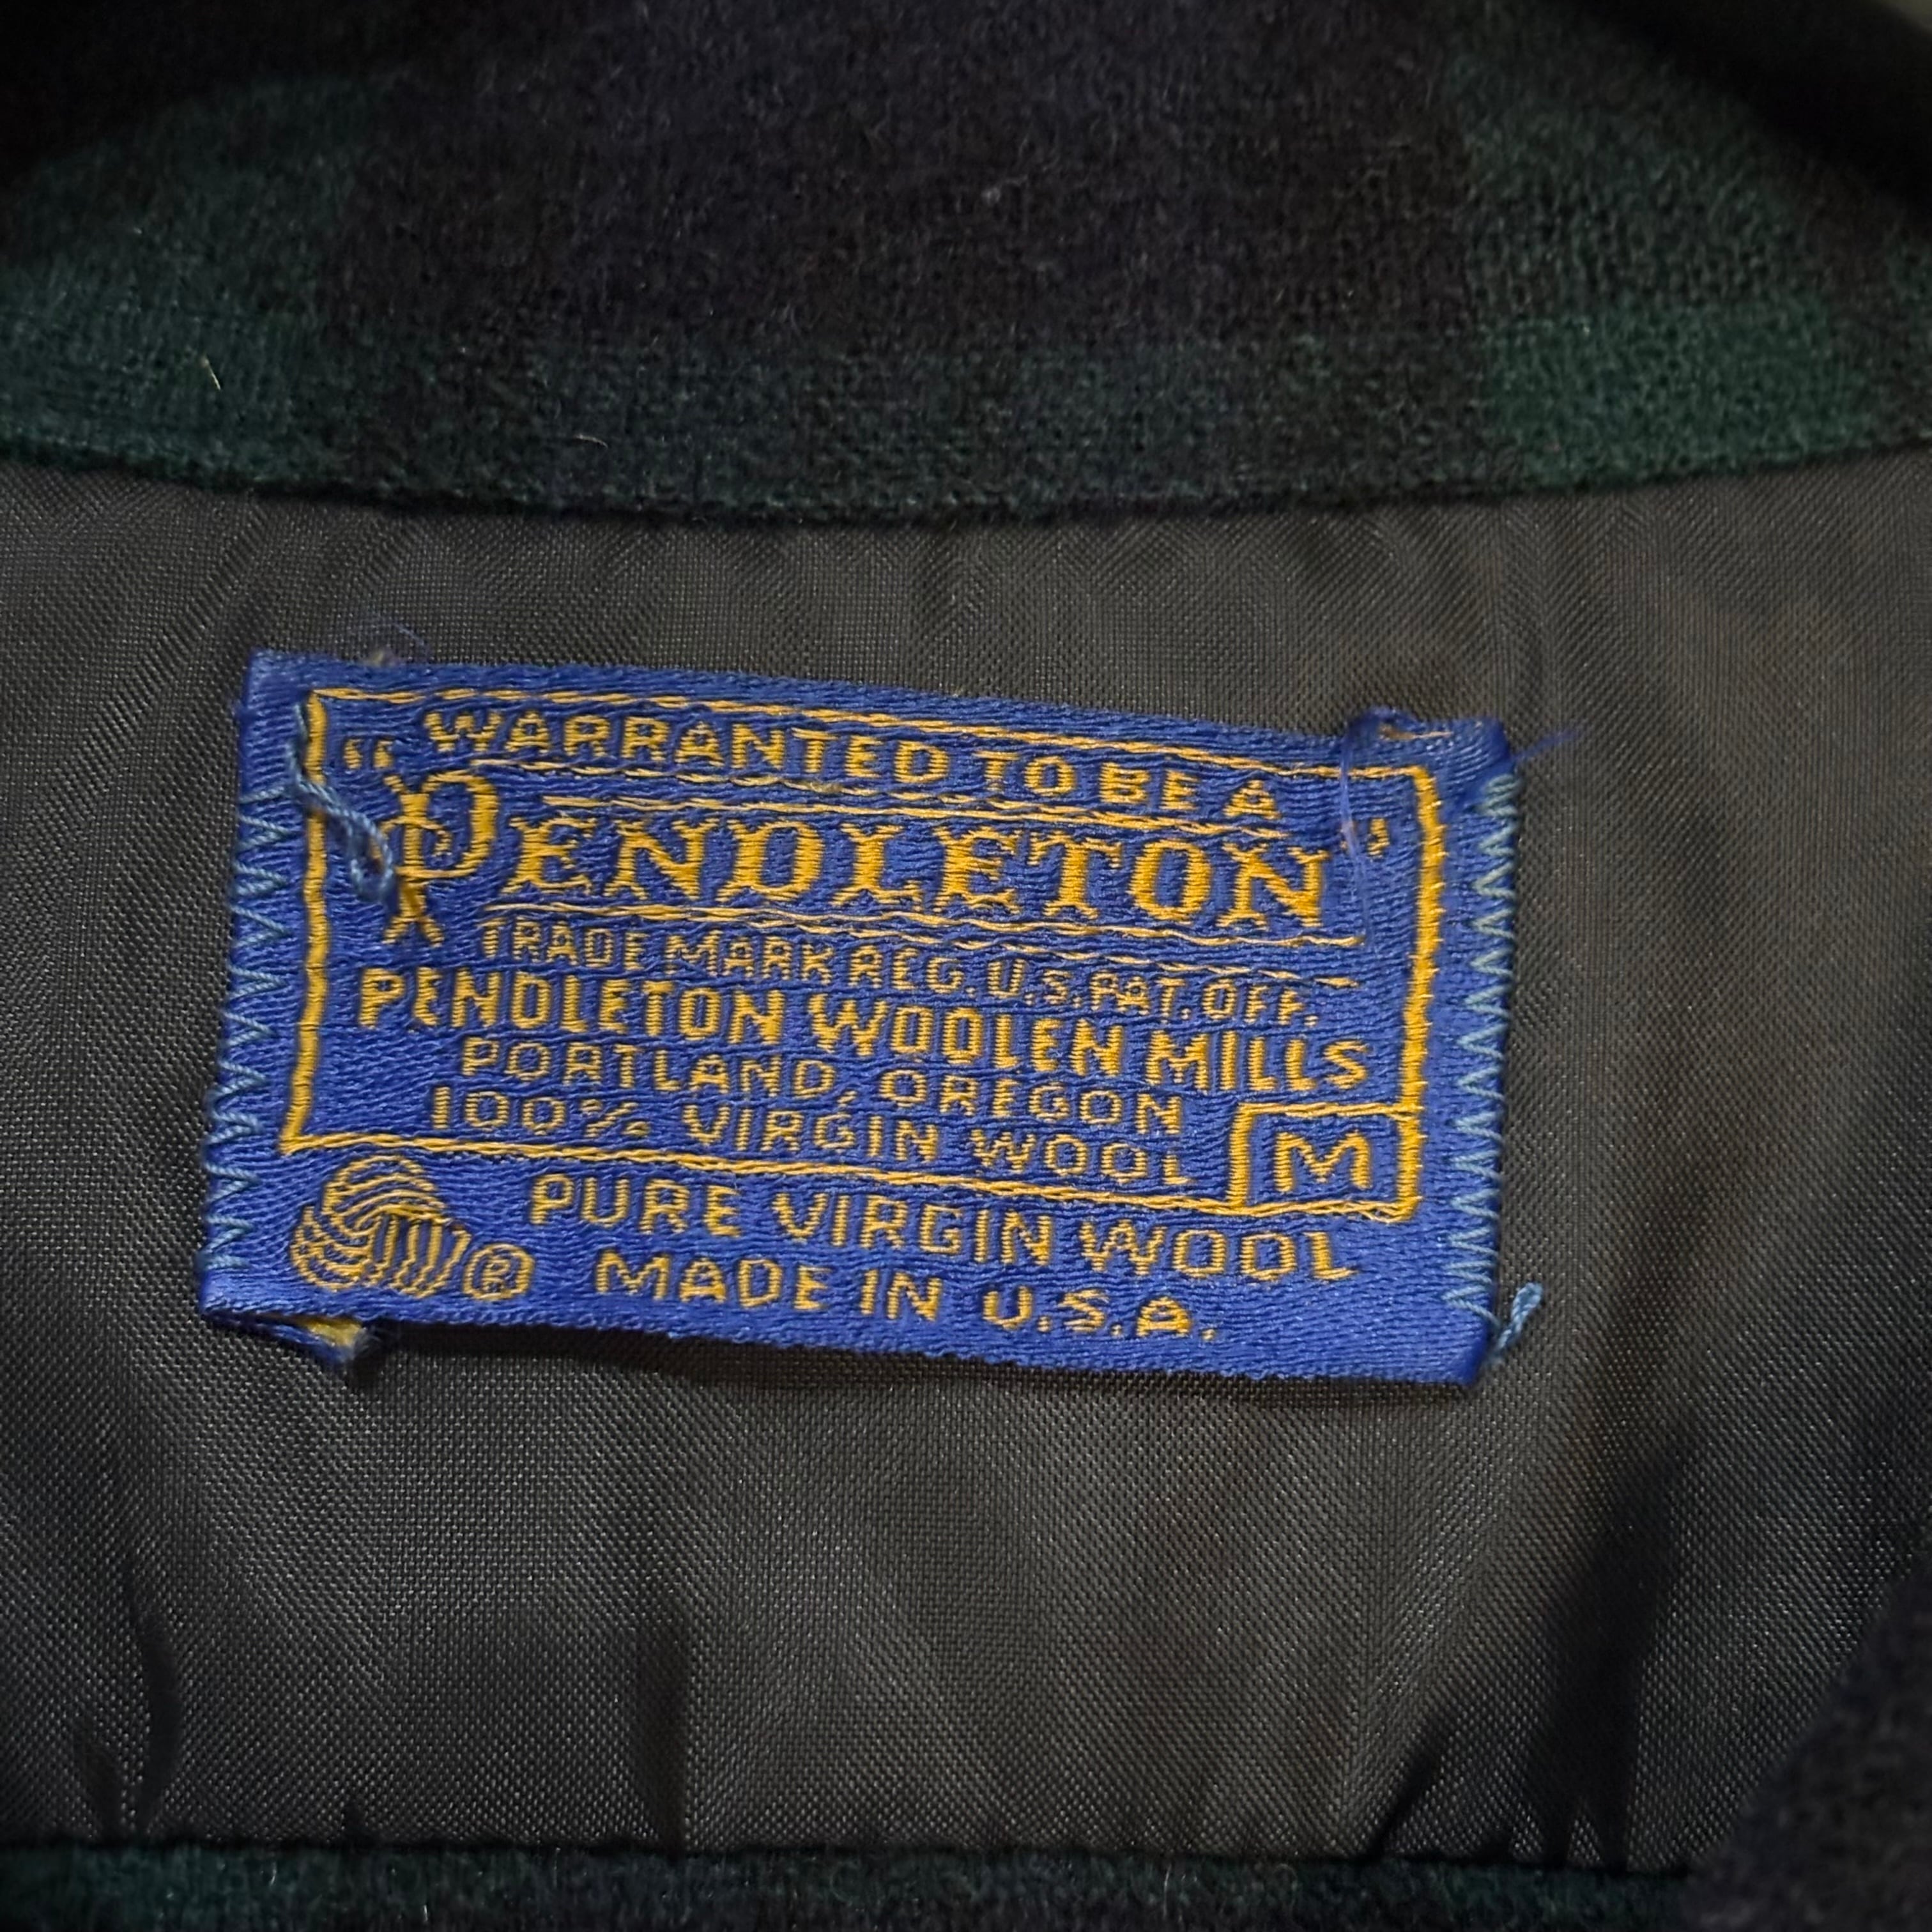 WARRANTED TO BE A
"PENDLETON"
TRADE MARK REG. U.S. PAT. OFF.
PENDLETON WOOLEN MILLS
PORTLAND, OREGON
100% VIRGIN WOOL M
® PURE VIRGIN WOOL
MADE IN U.S.A.